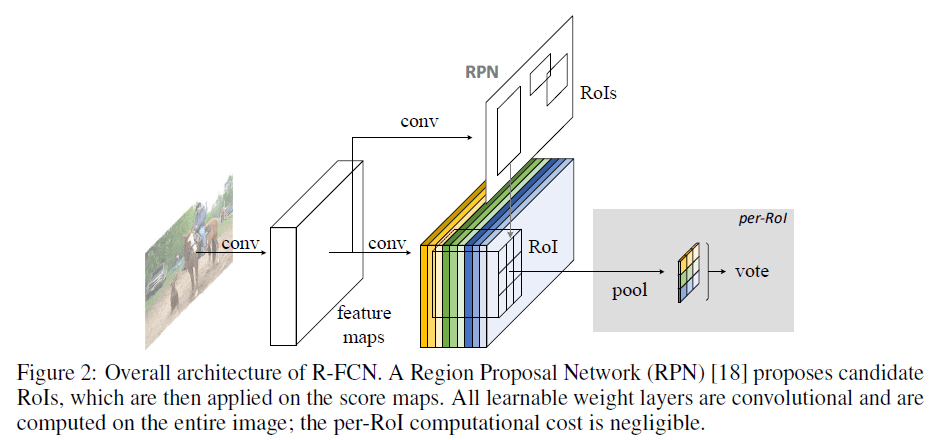 RPN
RoIs
conv
conv
conv
feature
maps
RoI
per-RoI
pool
vote
Figure 2: Overall architecture of R-FCN. A Region Proposal Network (RPN) [18] proposes candidate
RoIs, which are then applied on the score maps. All learnable weight layers are convolutional and are
computed on the entire image; the per-RoI computational cost is negligible.